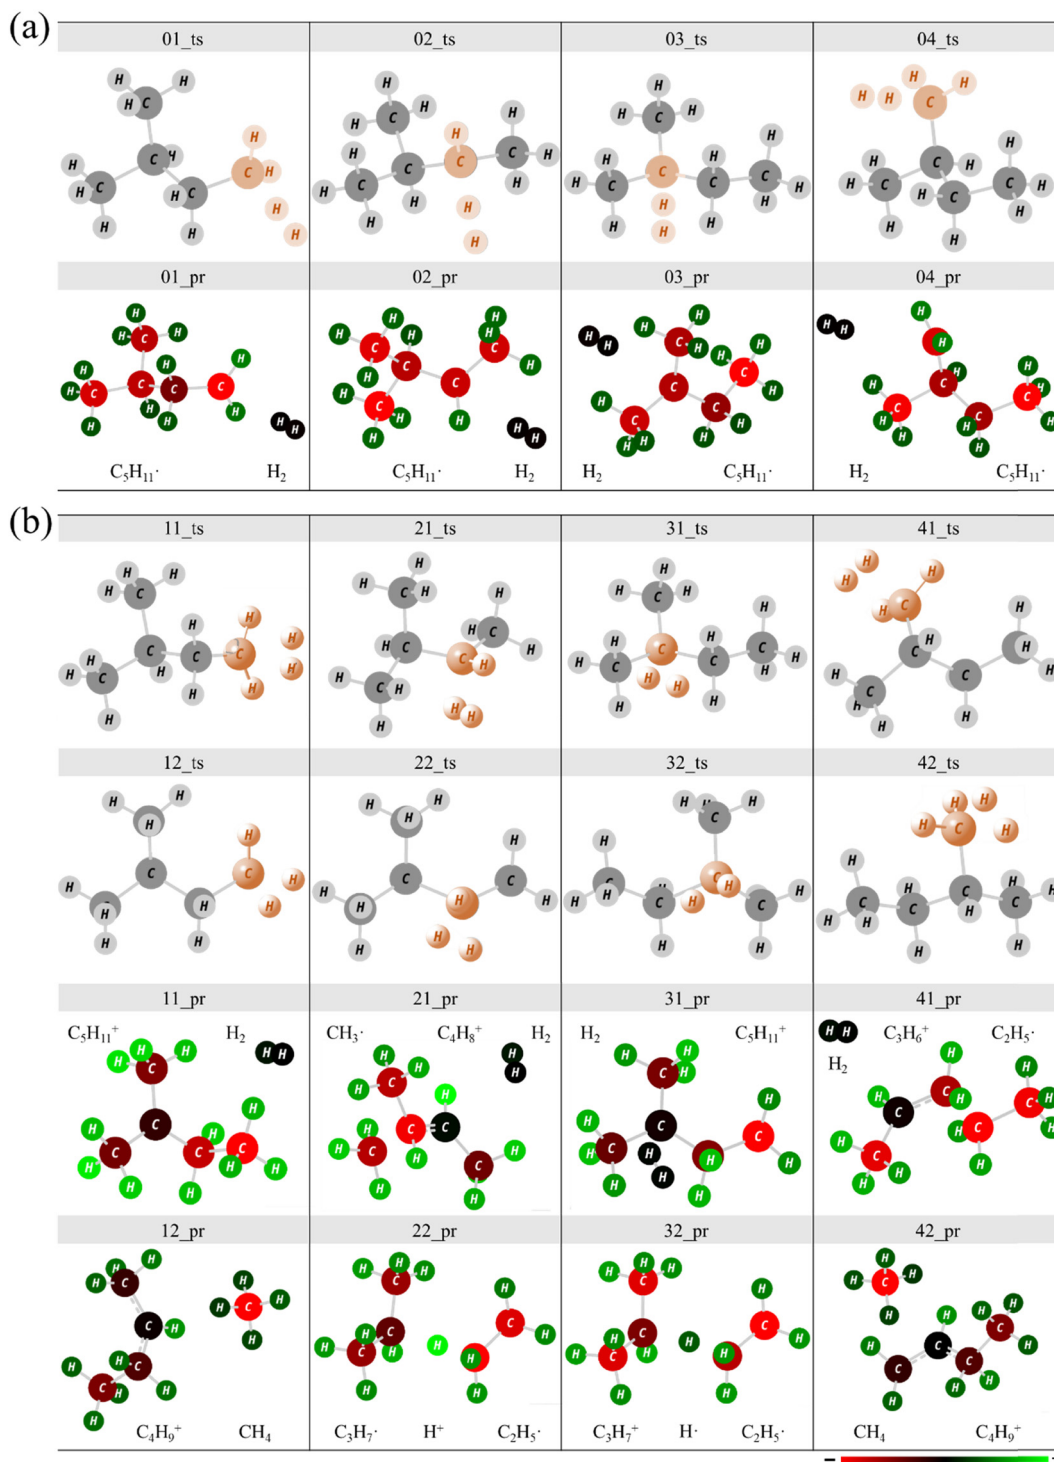 (a)
01_ts 02_ts 03_ts 04_ts
01_pr 02_pr 03_pr 04_pr
C₅H₁₁· H₂ C₅H₁₁· H₂ H₂ C₅H₁₁· H₂ C₅H₁₁·
(b)
11_ts 21_ts 31_ts 41_ts
12_ts 22_ts 32_ts 42_ts
11_pr 21_pr 31_pr 41_pr
C₅H₁₁⁺ H₂ CH₃· C₄H₈⁺ H₂ H₂ C₅H₁₁⁺ C₃H₆⁺ C₂H₅·
H₂
12_pr 22_pr 32_pr 42_pr
C₄H₉⁺ CH₄ C₃H₇· H⁺ C₂H₅· C₃H₇⁺ H· C₂H₅· CH₄ C₄H₉⁺